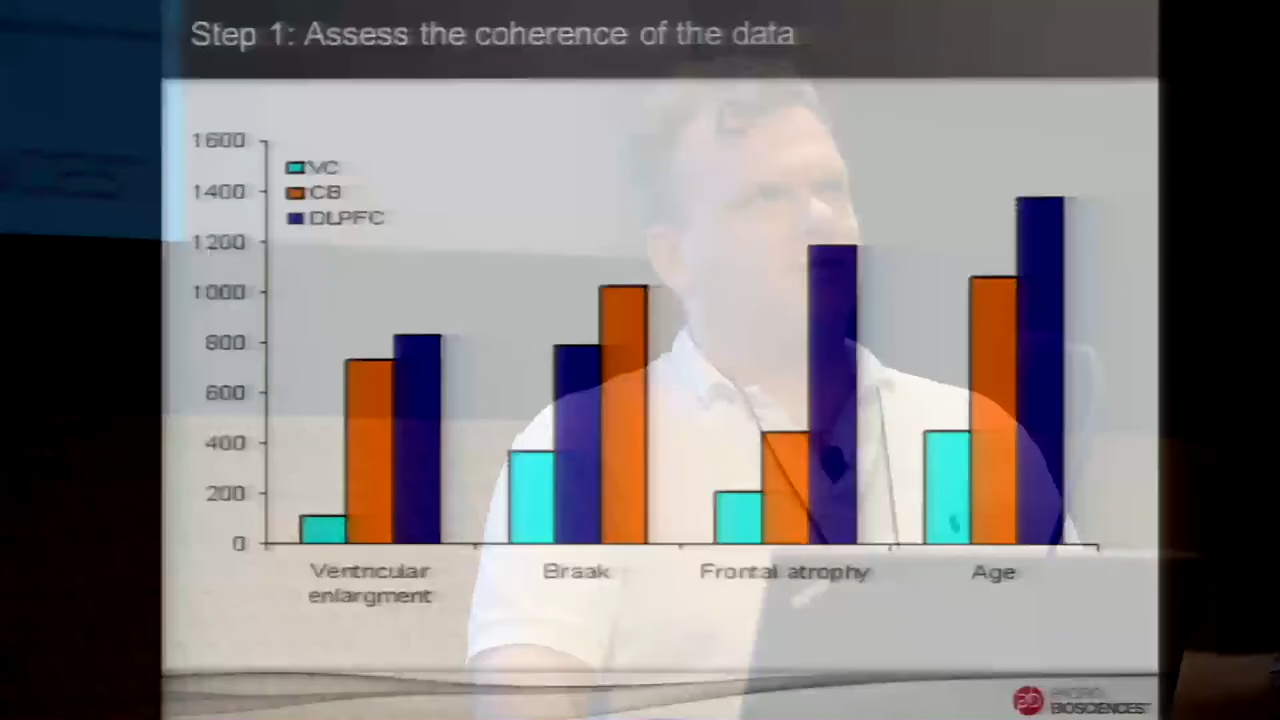 Step 1: Assess the coherence of the data
1600
1400
1200
1000
800
600
400
200
0
VC
CB
DLPFC
Ventricular
enlargment
Braak
Frontal atrophy
Age
BIOSCIENCES